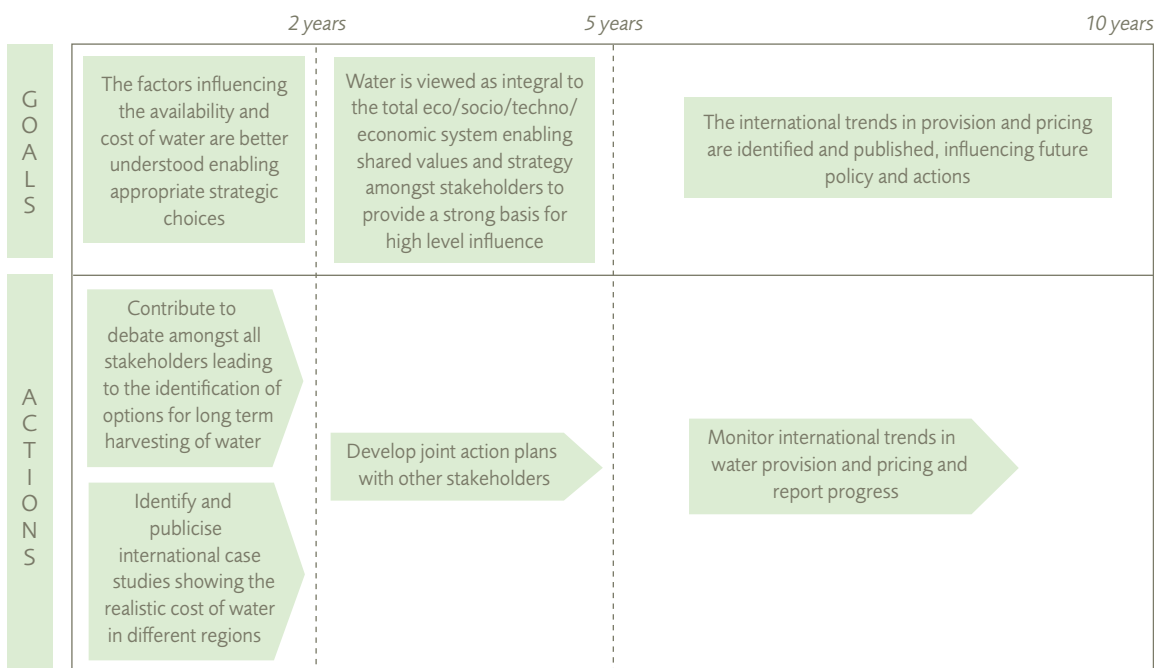 2 years
5 years
10 years
GOALS
The factors influencing
the availability and
cost of water are better
understood enabling
appropriate strategic
choices
Water is viewed as integral to
the total eco/socio/techno/
economic system enabling
shared values and strategy
amongst stakeholders to
provide a strong basis for
high level influence
The international trends in provision and pricing
are identified and published, influencing future
policy and actions
ACTIONS
Contribute to
debate amongst all
stakeholders leading
to the identification of
options for long term
harvesting of water
Identify and
publicise
international case
studies showing the
realistic cost of water
in different regions
Develop joint action plans
with other stakeholders
Monitor international trends in
water provision and pricing and
report progress